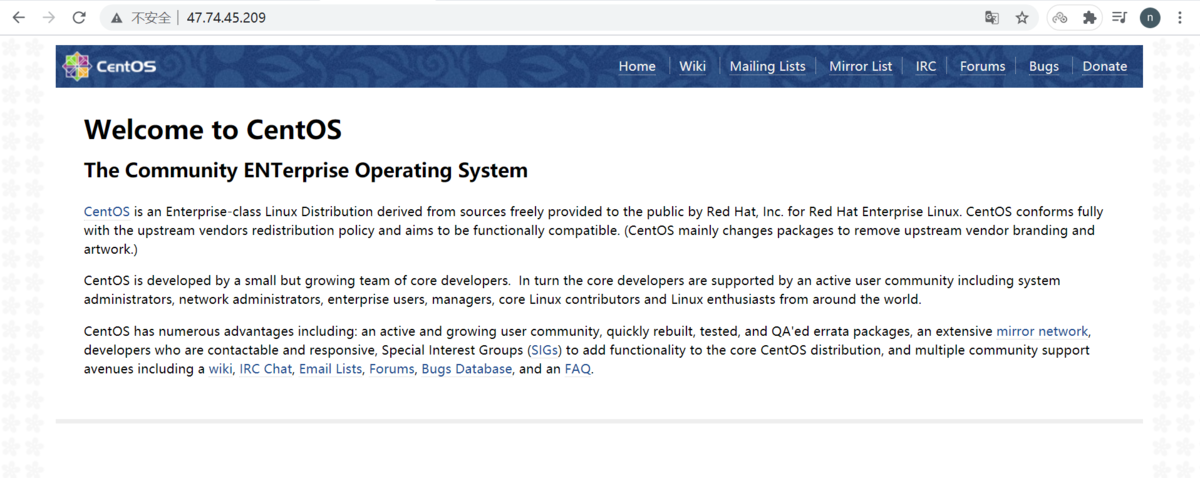 不安全 47.74.45.209 n
CentOS Home Wiki Mailing Lists Mirror List IRC Forums Bugs Donate
Welcome to CentOS
The Community ENTerprise Operating System
CentOS is an Enterprise-class Linux Distribution derived from sources freely provided to the public by Red Hat, Inc. for Red Hat Enterprise Linux. CentOS conforms fully
with the upstream vendors redistribution policy and aims to be functionally compatible. (CentOS mainly changes packages to remove upstream vendor branding and
artwork.)
CentOS is developed by a small but growing team of core developers.  In turn the core developers are supported by an active user community including system
administrators, network administrators, enterprise users, managers, core Linux contributors and Linux enthusiasts from around the world.
CentOS has numerous advantages including: an active and growing user community, quickly rebuilt, tested, and QA'ed errata packages, an extensive mirror network,
developers who are contactable and responsive, Special Interest Groups (SIGs) to add functionality to the core CentOS distribution, and multiple community support
avenues including a wiki, IRC Chat, Email Lists, Forums, Bugs Database, and an FAQ.